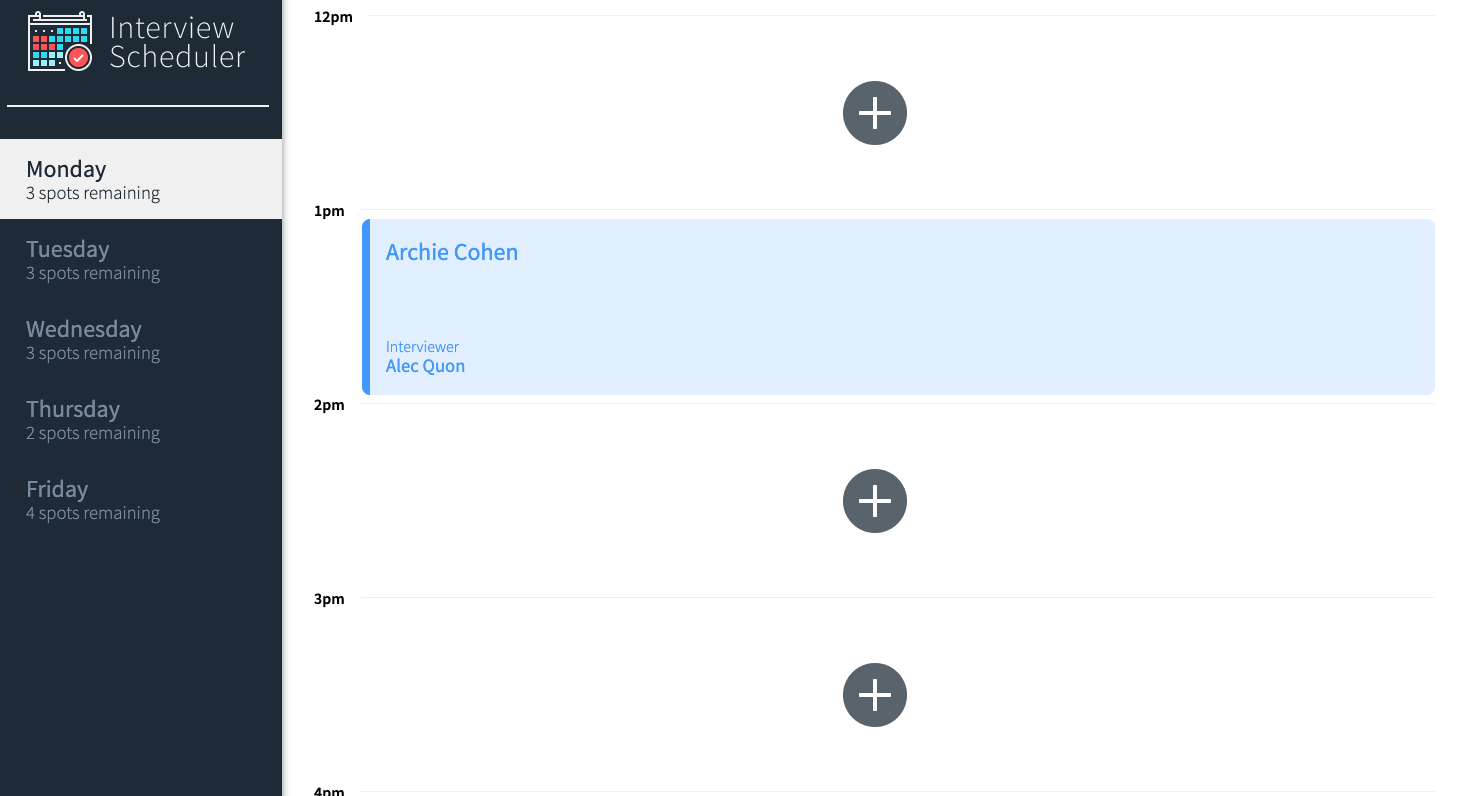 Interview
Scheduler
Monday
3 spots remaining
Tuesday
3 spots remaining
Wednesday
3 spots remaining
Thursday
2 spots remaining
Friday
4 spots remaining
12pm
1pm
Archie Cohen
Interviewer
Alec Quon
2pm
3pm
4pm